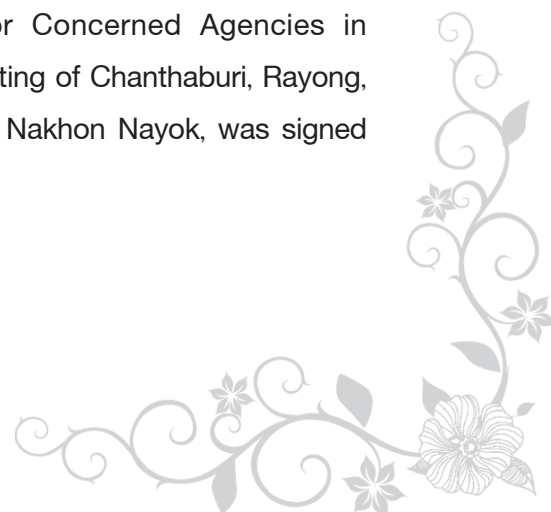 or Concerned Agencies in
ting of Chanthaburi, Rayong,
Nakhon Nayok, was signed